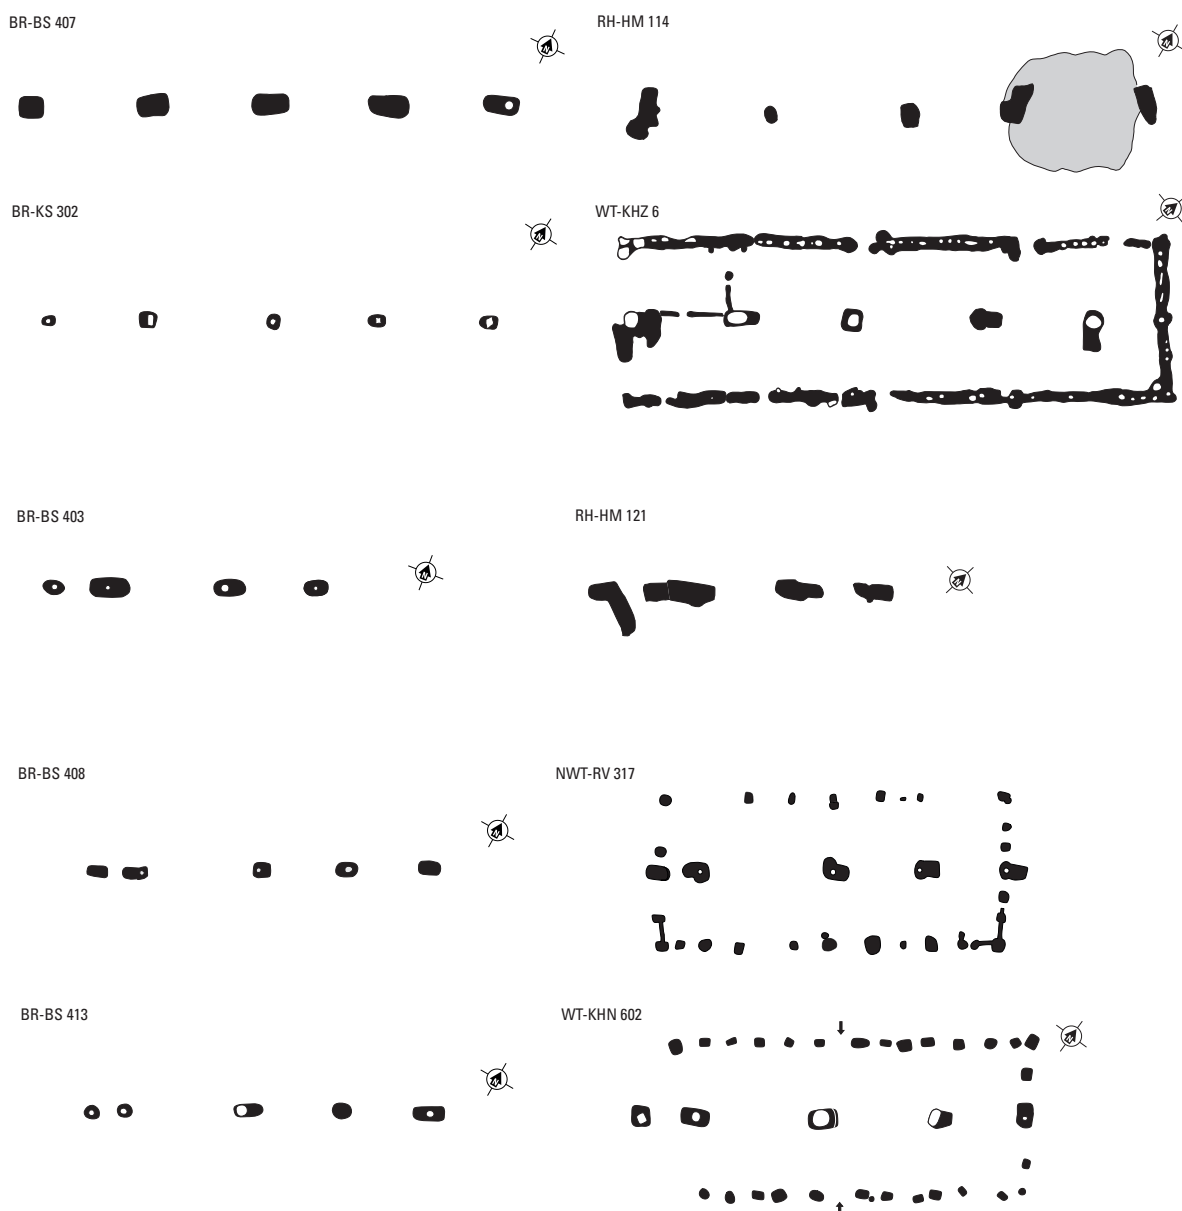 BR-BS 407
RH-HM 114
BR-KS 302
WT-KHZ 6
BR-BS 403
RH-HM 121
BR-BS 408
NWT-RV 317
BR-BS 413
WT-KHN 602